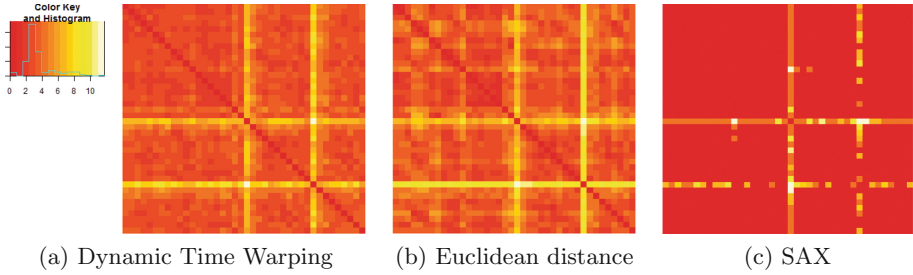 Color Key
and Histogram
0 2 4 6 8 10
(a) Dynamic Time Warping
(b) Euclidean distance
(c) SAX